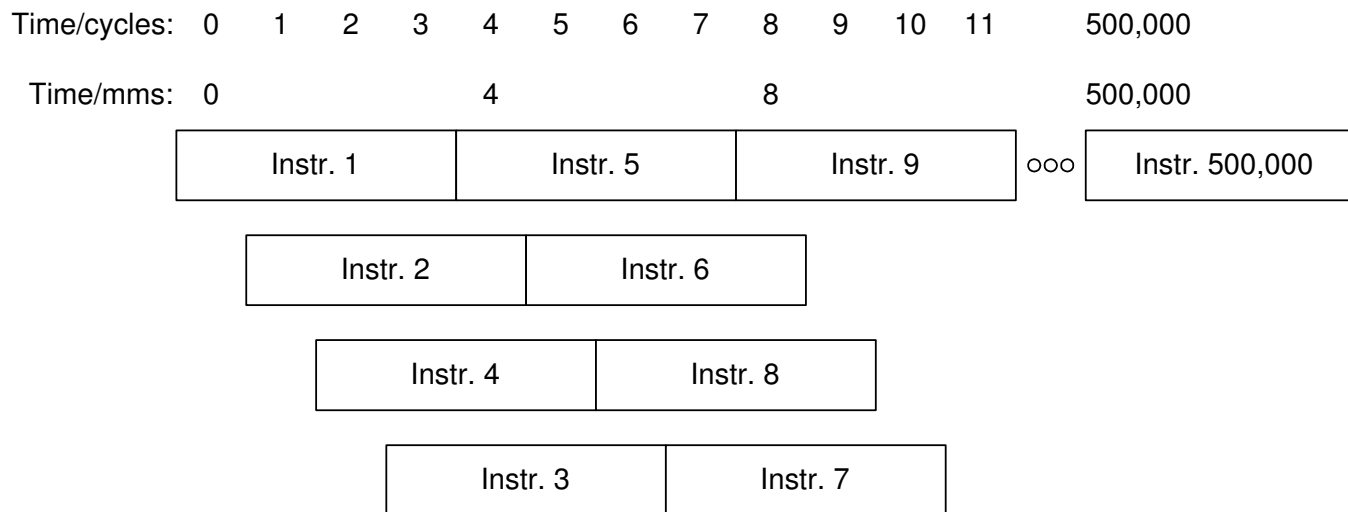 Time/cycles: 0 1 2 3 4 5 6 7 8 9 10 11 500,000
Time/mms: 0 4 8 500,000
Instr. 1 Instr. 5 Instr. 9 ooo Instr. 500,000
Instr. 2 Instr. 6
Instr. 4 Instr. 8
Instr. 3 Instr. 7